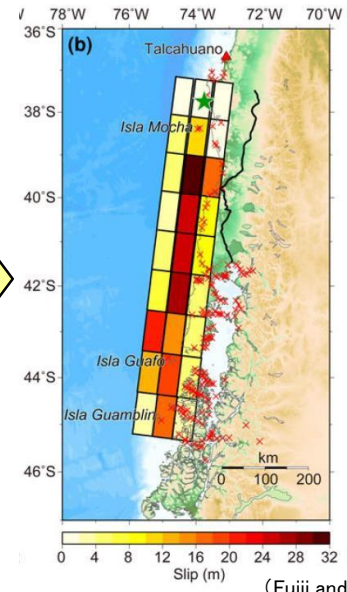 78°W 76°W 74°W 72°W 70°W
36°S
(b)
Talcahuano
38°S
Isla Mocha
40°S
42°S
Isla Guafo
44°S
Isla Guamblin
km
0 100 200
46°S
0 4 8 12 16 20 24 28 32
Slip (m)
(Fujii and